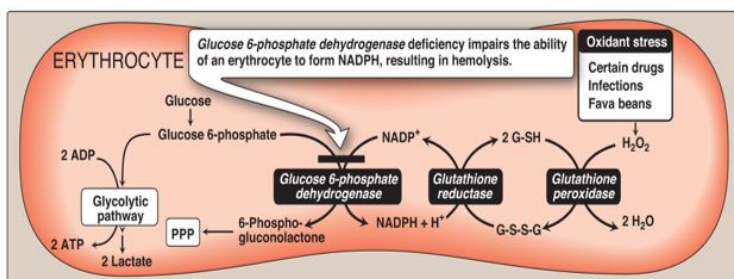 Glucose 6-phosphate dehydrogenase deficiency impairs the ability
of an erythrocyte to form NADPH, resulting in hemolysis.
Oxidant stress
Certain drugs
Infections
Fava beans
ERYTHROCYTE
Glucose
Glucose 6-phosphate
NADP+
2 G-SH
H2O2
2 ADP
Glycolytic
pathway
2 ATP
2 Lactate
Glucose 6-phosphate
dehydrogenase
Glutathione
reductase
Glutathione
peroxidase
PPP
6-Phospho-
gluconolactone
NADPH + H+
G-S-S-G
2 H2O